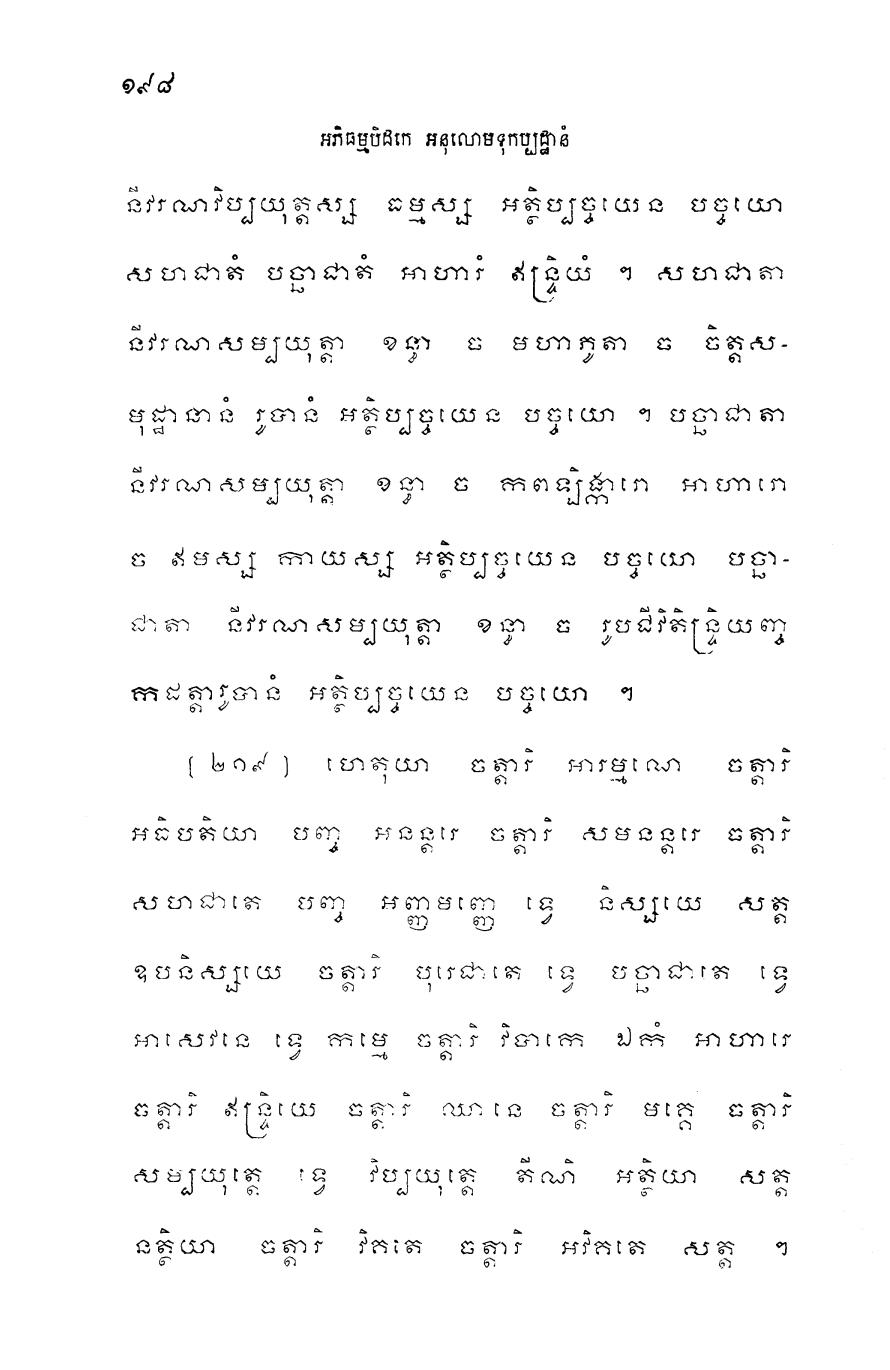 ១៩៨
អភិធម្មបិដកេ អនុលោមទុកប្បដ្ឋានំ
នីវរណវិប្បយុត្តស្ស ធម្មស្ស អត្ថិប្បច្ចយេន បច្ចយោ
សហជាតំ បច្ឆាជាតំ អាហារំ ឥន្ទ្រិយំ ។ សហជាតា
នីវរណសម្បយុត្តា ខន្ធា ច មហាភូតា ច ចិត្តស-
មុដ្ឋានានំ រូបានំ អត្ថិប្បច្ចយេន បច្ចយោ ។ បច្ឆាជាតា
នីវរណសម្បយុត្តា ខន្ធា ច កពឡិង្ការោ អាហារោ
ច ឥមស្ស កាយស្ស អត្ថិប្បច្ចយេន បច្ចយោ បច្ឆា-
ជាតា នីវរណសម្បយុត្តា ខន្ធា ច រូបជីវិតិន្ទ្រិយញ្ច
កដត្តារូបានំ អត្ថិប្បច្ចយេន បច្ចយោ ។
[ ២១៩ ] ហេតុយា ចត្តារិ អារម្មណេ ចត្តារិ
អធិបតិយា បញ្ច អនន្តរេ ចត្តារិ សមនន្តរេ ចត្តារិ
សហជាតេ បញ្ច អញ្ញមញ្ញេ ទ្វេ និស្សយេ សត្ត
ឧបនិស្សយេ ចត្តារិ បុរេជាតេ ទ្វេ បច្ឆាជាតេ ទ្វេ
អាសេវនេ ទ្វេ កម្មេ ចត្តារិ វិបាកេ ឯកំ អាហារេ
ចត្តារិ ឥន្ទ្រិយេ ចត្តារិ ឈានេ ចត្តារិ មគ្គេ ចត្តារិ
សម្បយុត្តេ ទ្វេ វិប្បយុត្តេ តីណិ អត្ថិយា សត្ត
នត្ថិយា ចត្តារិ វិគតេ ចត្តារិ អវិគតេ សត្ត ។